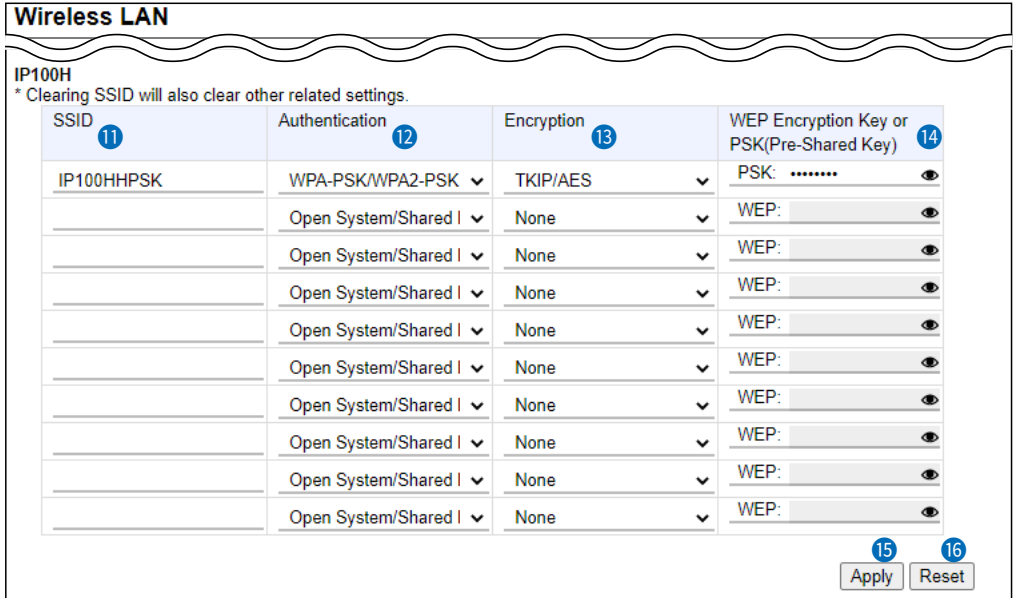 Wireless LAN
IP100H
* Clearing SSID will also clear other related settings.
SSID ⑪ Authentication ⑫ Encryption ⑬ WEP Encryption Key or
PSK(Pre-Shared Key) ⑭
IP100HHPSK WPA-PSK/WPA2-PSK TKIP/AES PSK: ••••••••
Open System/Shared None WEP:
Open System/Shared None WEP:
Open System/Shared None WEP:
Open System/Shared None WEP:
Open System/Shared None WEP:
Open System/Shared None WEP:
Open System/Shared None WEP:
Open System/Shared None WEP:
Open System/Shared None WEP:
⑮ ⑯
Apply Reset